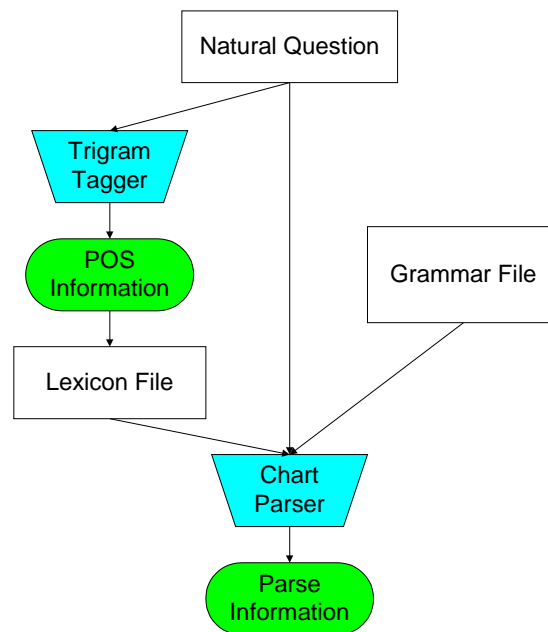 Natural Question
Trigram
Tagger
POS
Information
Grammar File
Lexicon File
Chart
Parser
Parse
Information